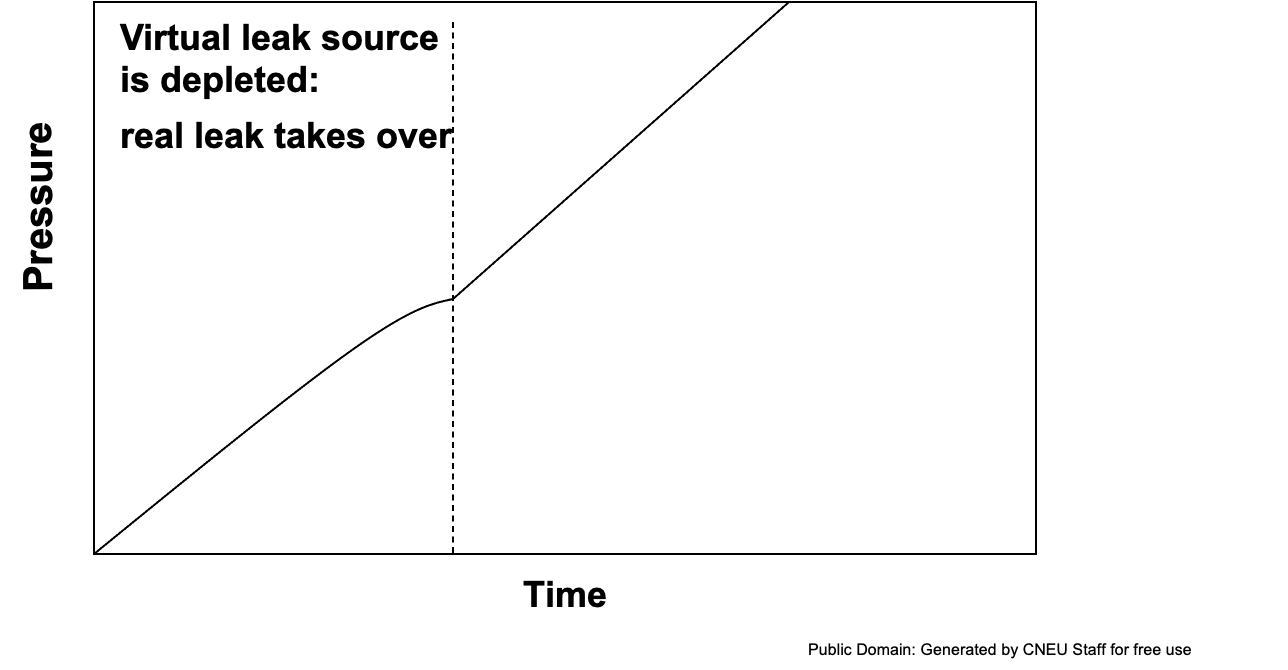 Virtual leak source
is depleted:
real leak takes over
Pressure
Time
Public Domain: Generated by CNEU Staff for free use